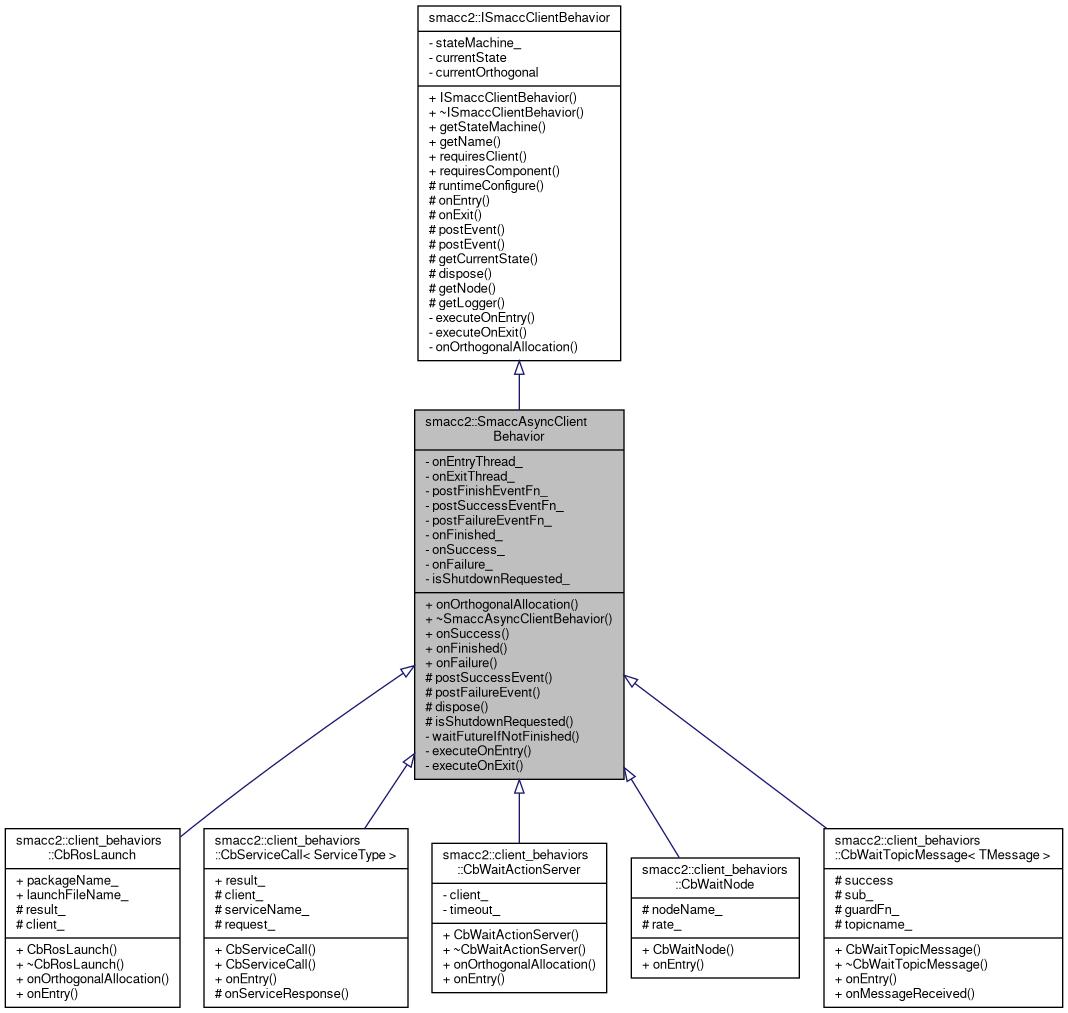 smacc2::ISmaccClientBehavior
- stateMachine_
- currentState
- currentOrthogonal
+ ISmaccClientBehavior()
+ ~ISmaccClientBehavior()
+ getStateMachine()
+ getName()
+ requiresClient()
+ requiresComponent()
# runtimeConfigure()
# onEntry()
# onExit()
# postEvent()
# postEvent()
# getCurrentState()
# dispose()
# getNode()
# getLogger()
- executeOnEntry()
- executeOnExit()
- onOrthogonalAllocation()
smacc2::SmaccAsyncClient
Behavior
- onEntryThread_
- onExitThread_
- postFinishEventFn_
- postSuccessEventFn_
- postFailureEventFn_
- onFinished_
- onSuccess_
- onFailure_
- isShutdownRequested_
+ onOrthogonalAllocation()
+ ~SmaccAsyncClientBehavior()
+ onSuccess()
+ onFinished()
+ onFailure()
# postSuccessEvent()
# postFailureEvent()
# dispose()
# isShutdownRequested()
- waitFutureIfNotFinished()
- executeOnEntry()
- executeOnExit()
smacc2::client_behaviors
::CbRosLaunch
+ packageName_
+ launchFileName_
# result_
# client_
+ CbRosLaunch()
+ ~CbRosLaunch()
+ onOrthogonalAllocation()
+ onEntry()
smacc2::client_behaviors
::CbServiceCall< ServiceType >
+ result_
# client_
# serviceName_
# request_
+ CbServiceCall()
+ CbServiceCall()
+ onEntry()
# onServiceResponse()
smacc2::client_behaviors
::CbWaitActionServer
- client_
- timeout_
+ CbWaitActionServer()
+ ~CbWaitActionServer()
+ onOrthogonalAllocation()
+ onEntry()
smacc2::client_behaviors
::CbWaitNode
# nodeName_
# rate_
+ CbWaitNode()
+ onEntry()
smacc2::client_behaviors
::CbWaitTopicMessage< TMessage >
# success
# sub_
# guardFn_
# topicname_
+ CbWaitTopicMessage()
+ ~CbWaitTopicMessage()
+ onEntry()
+ onMessageReceived()